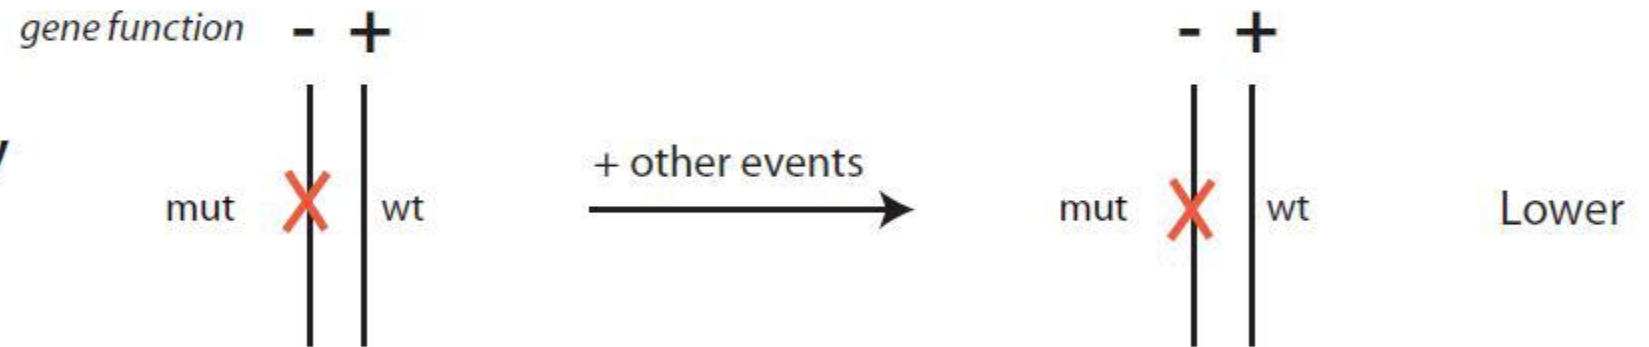 gene function - + - +
+ other events
mut wt mut wt Lower